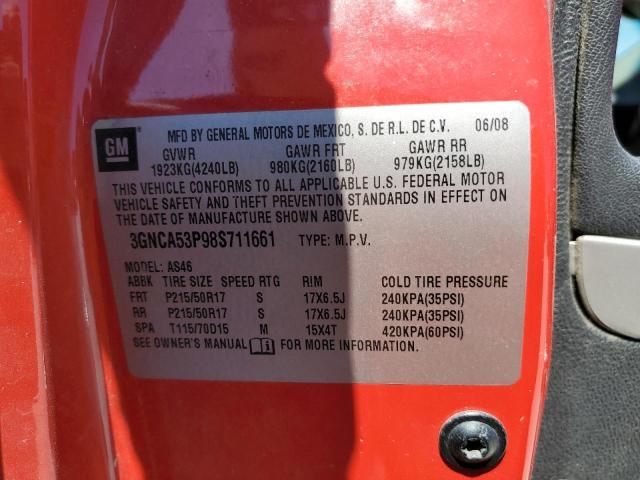 GM
MFD BY GENERAL MOTORS DE MEXICO, S. DE R.L. DE C.V. 06/08
GVWR GAWR FRT GAWR RR
1923KG(4240LB) 980KG(2160LB) 979KG(2158LB)
THIS VEHICLE CONFORMS TO ALL APPLICABLE U.S. FEDERAL MOTOR
VEHICLE SAFETY AND THEFT PREVENTION STANDARDS IN EFFECT ON
THE DATE OF MANUFACTURE SHOWN ABOVE.
3GNCA53P98S711661 TYPE: M.P.V.
MODEL: AS46
ABBK TIRE SIZE SPEED RTG RIM COLD TIRE PRESSURE
FRT P215/50R17 S 17X6.5J 240KPA(35PSI)
RR P215/50R17 S 17X6.5J 240KPA(35PSI)
SPA T115/70D15 M 15X4T 420KPA(60PSI)
SEE OWNER'S MANUAL FOR MORE INFORMATION.